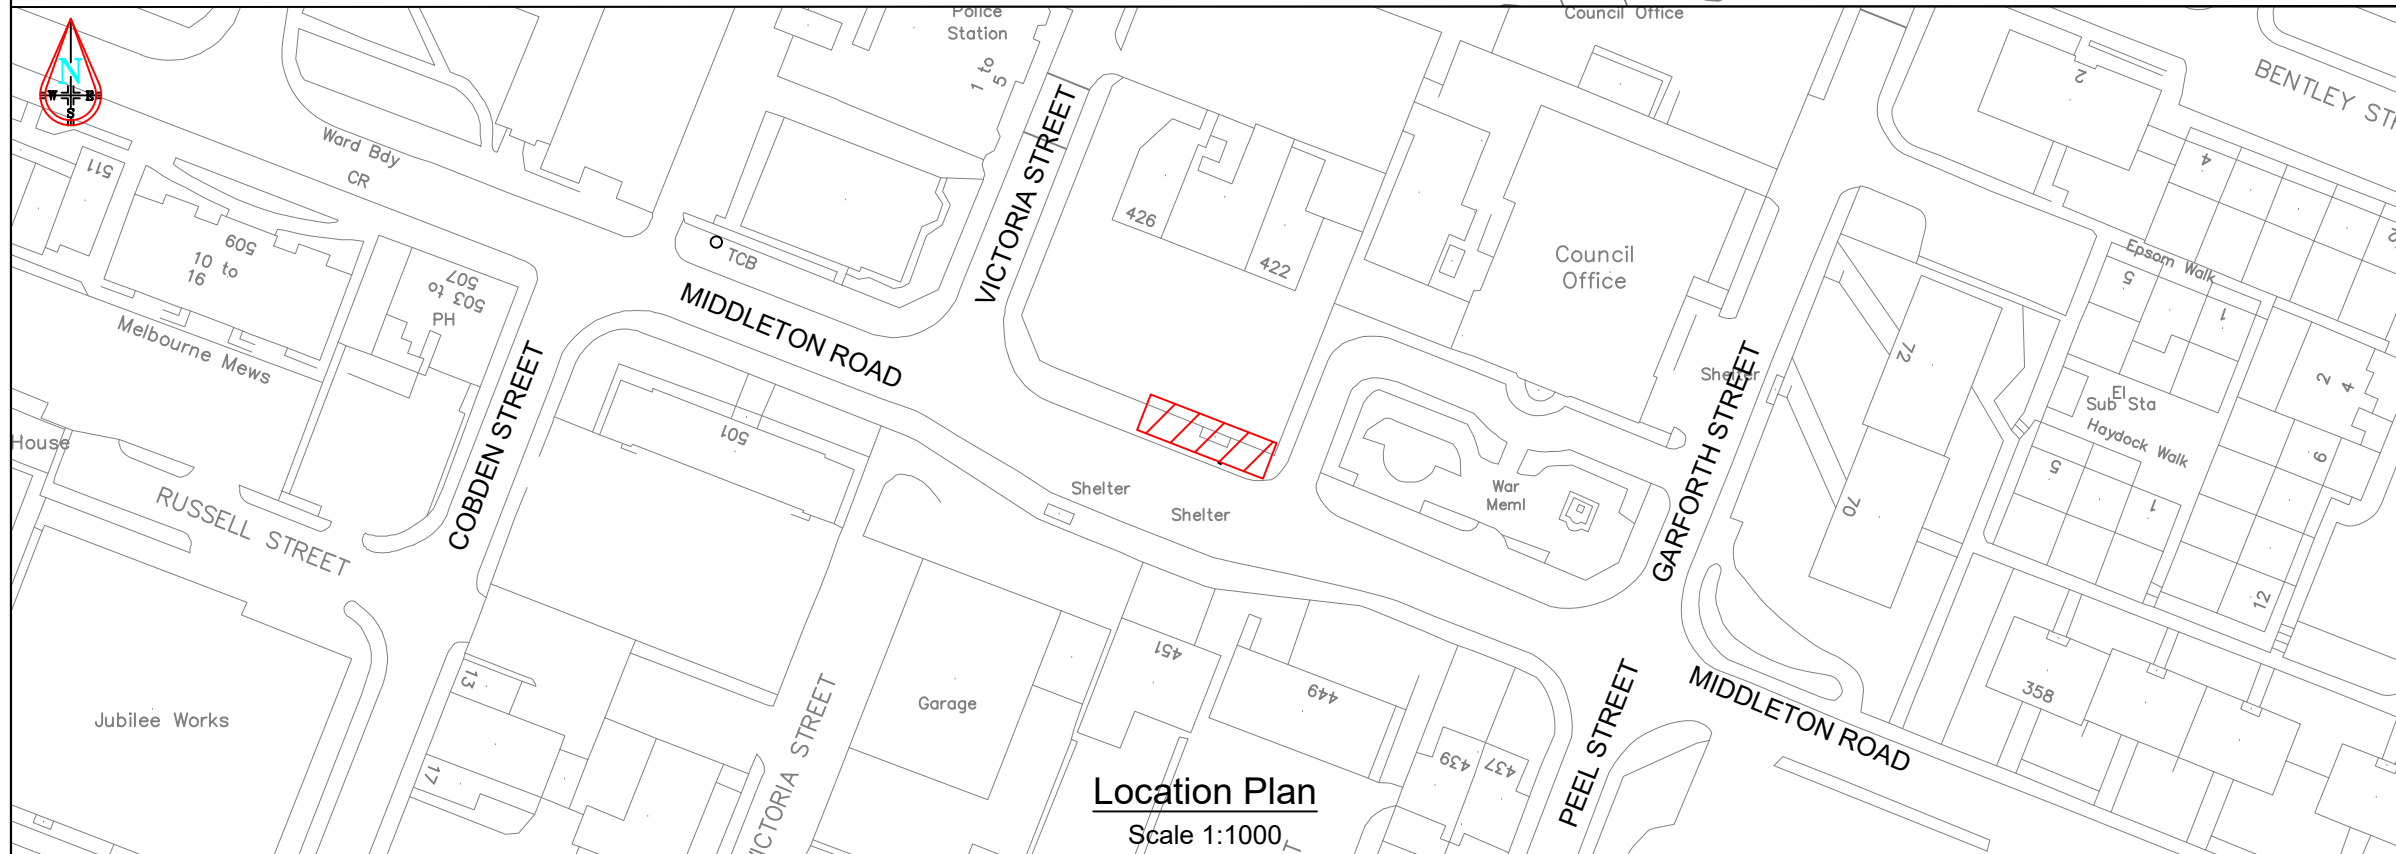 Police
Station
1 to
5
Council Office
N
W
E
S
VICTORIA STREET
2
BENTLEY
Ward Bdy
CR
511
509
10 to
16
503 to
507
PH
TCB
426
422
Council
Office
4
Epsom Walk
5
1
2
4
MIDDLETON ROAD
Melbourne Mews
COBDEN STREET
501
Shelter
GARFORTH STREET
72
El
Sub Sta
Haydock Walk
5
1
6
12
House
RUSSELL STREET
Shelter
Shelter
War
Meml
70
Jubilee Works
13
17
VICTORIA STREET
Garage
451
449
439
437
PEEL STREET
MIDDLETON ROAD
358
Location Plan
Scale 1:1000